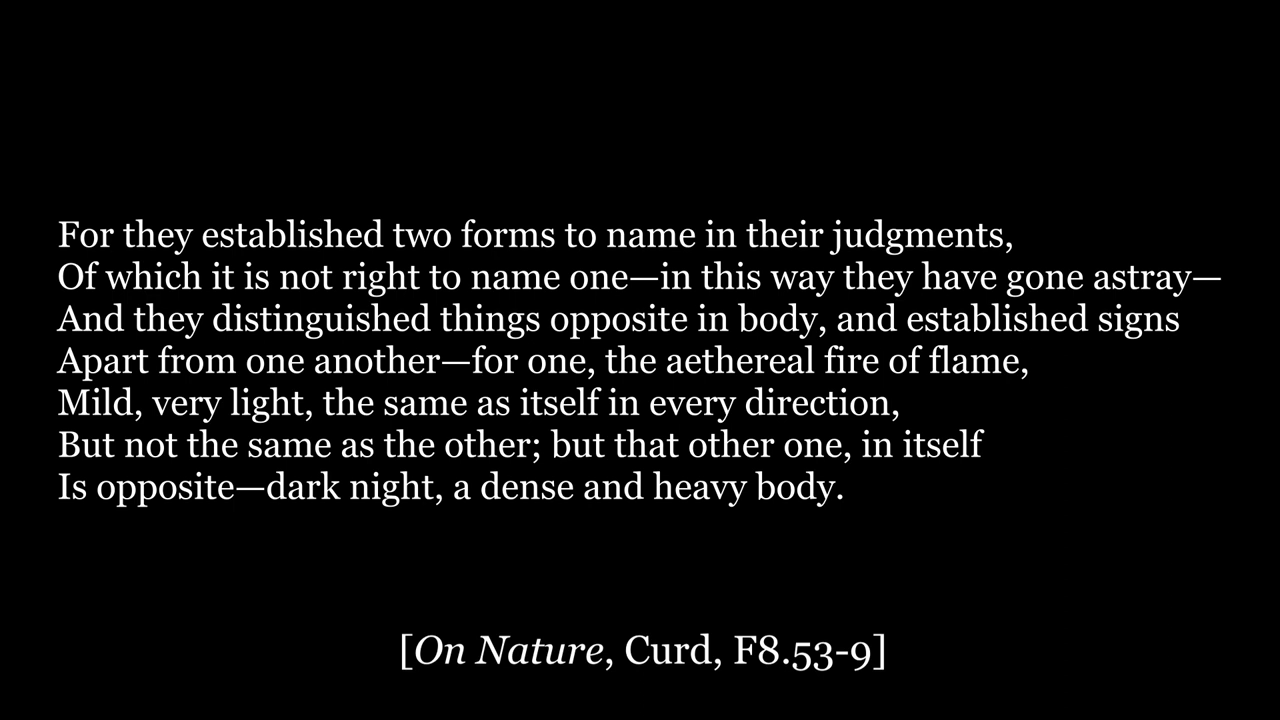 For they established two forms to name in their judgments,
Of which it is not right to name one—in this way they have gone astray—
And they distinguished things opposite in body, and established signs
Apart from one another—for one, the aethereal fire of flame,
Mild, very light, the same as itself in every direction,
But not the same as the other; but that other one, in itself
Is opposite—dark night, a dense and heavy body.
[On Nature, Curd, F8.53-9]